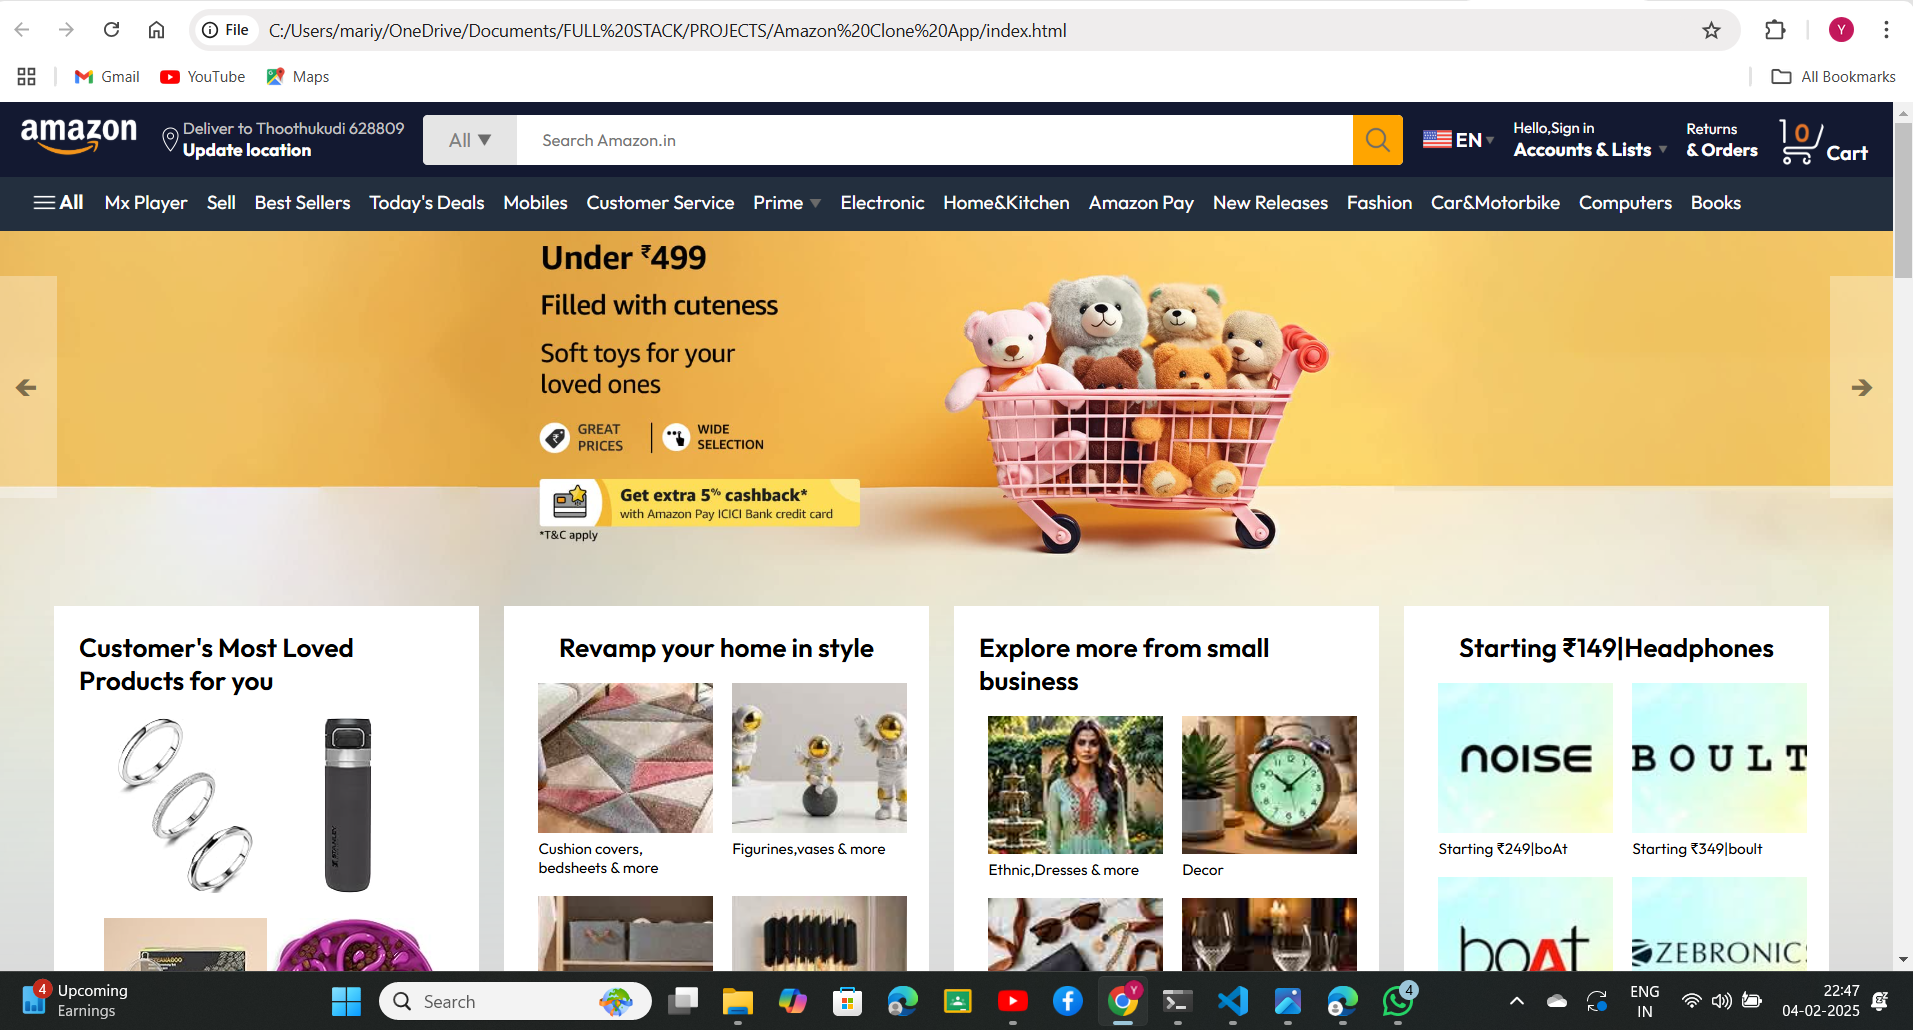 File C:/Users/mariy/OneDrive/Documents/FULL%20STACK/PROJECTS/Amazon%20Clone%20App/index.html
Y
Gmail YouTube Maps All Bookmarks
amazon
Deliver to Thoothukudi 628809
Update location
All ▼ Search Amazon.in
EN
Hello,Sign in
Accounts & Lists
Returns
& Orders
0
Cart
All Mx Player Sell Best Sellers Today's Deals Mobiles Customer Service Prime Electronic Home&Kitchen Amazon Pay New Releases Fashion Car&Motorbike Computers Books
Under ₹499
Filled with cuteness
Soft toys for your
loved ones
GREAT
PRICES
WIDE
SELECTION
Get extra 5% cashback*
with Amazon Pay ICICI Bank credit card
*T&C apply
Customer's Most Loved
Products for you
Revamp your home in style
Cushion covers,
bedsheets & more
Figurines,vases & more
Explore more from small
business
Ethnic,Dresses & more
Decor
Starting ₹149|Headphones
noise
BOULT
Starting ₹249|boAt
Starting ₹349|boult
boAt
ZEBRONICS
4
Upcoming
Earnings
Search
Y
4
ENG
IN
22:47
04-02-2025